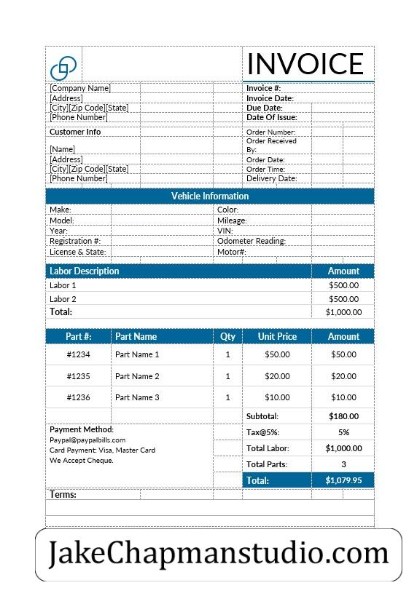 INVOICE
[Company Name] Invoice #:
[Address] Invoice Date:
[City][Zip Code][State] Due Date:
[Phone Number] Date Of Issue:
Customer Info Order Number:
Order Received
[Name] By:
[Address] Order Date:
[City][Zip Code][State] Order Time:
[Phone Number] Delivery Date:
Vehicle Information
Make: Color:
Model: Mileage:
Year: VIN:
Registration #: Odometer Reading:
License & State: Motor#:
Labor Description Amount
Labor 1 $500.00
Labor 2 $500.00
Total: $1,000.00
Part #: Part Name Qty Unit Price Amount
#1234 Part Name 1 1 $50.00 $50.00
#1235 Part Name 2 1 $20.00 $20.00
#1236 Part Name 3 1 $10.00 $10.00
Subtotal: $180.00
Payment Method: Tax@5%: 5%
Paypal@paypalbills.com
Card Payment: Visa, Master Card Total Labor: $1,000.00
We Accept Cheque. Total Parts: 3
Total: $1,079.95
Terms:
JakeChapmanstudio.com